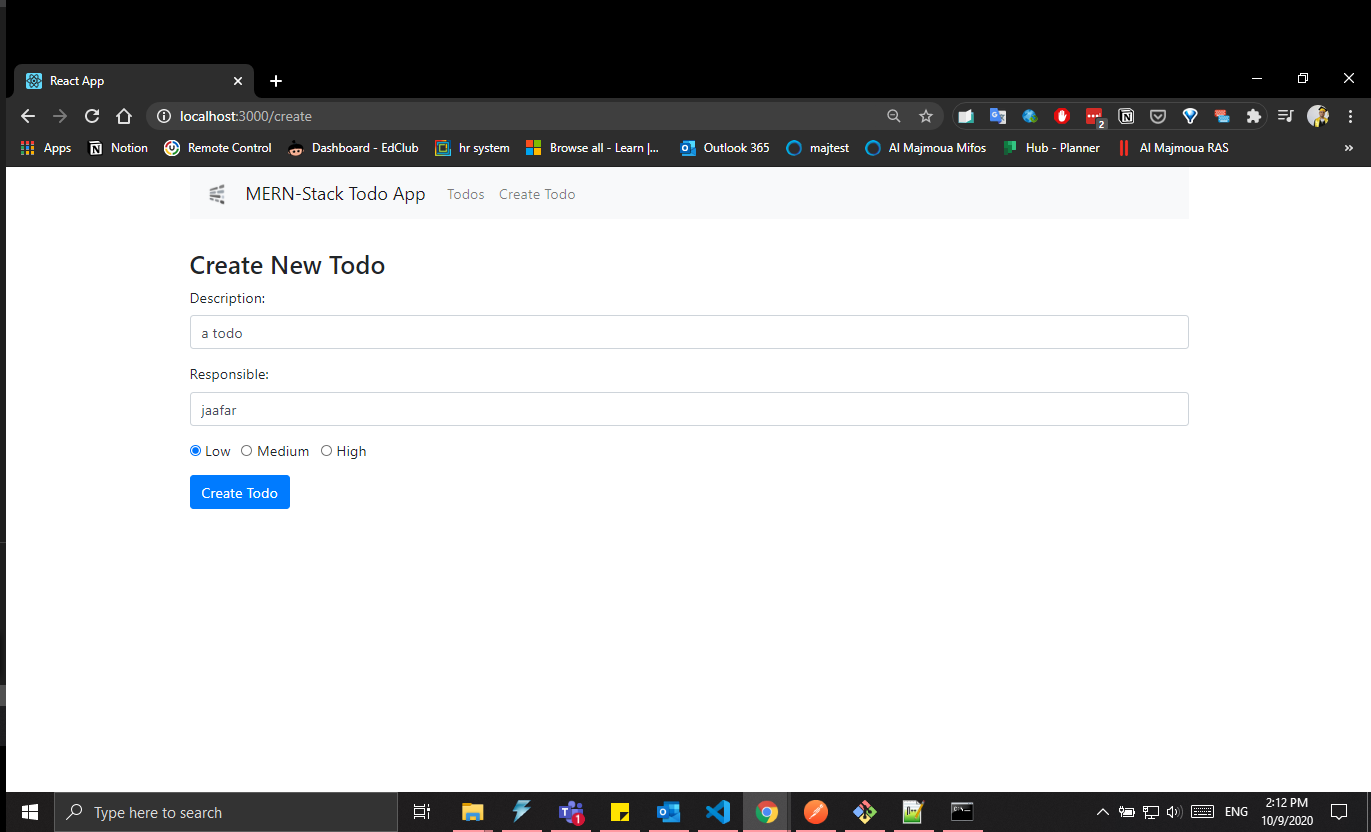 React App
localhost:3000/create
2
Apps Notion Remote Control Dashboard - EdClub hr system Browse all - Learn |... Outlook 365 majtest Al Majmoua Mifos Hub - Planner Al Majmoua RAS »
MERN-Stack Todo App Todos Create Todo
Create New Todo
Description:
a todo
Responsible:
jaafar
Low Medium High
Create Todo
Type here to search
1
ENG
2:12 PM
10/9/2020